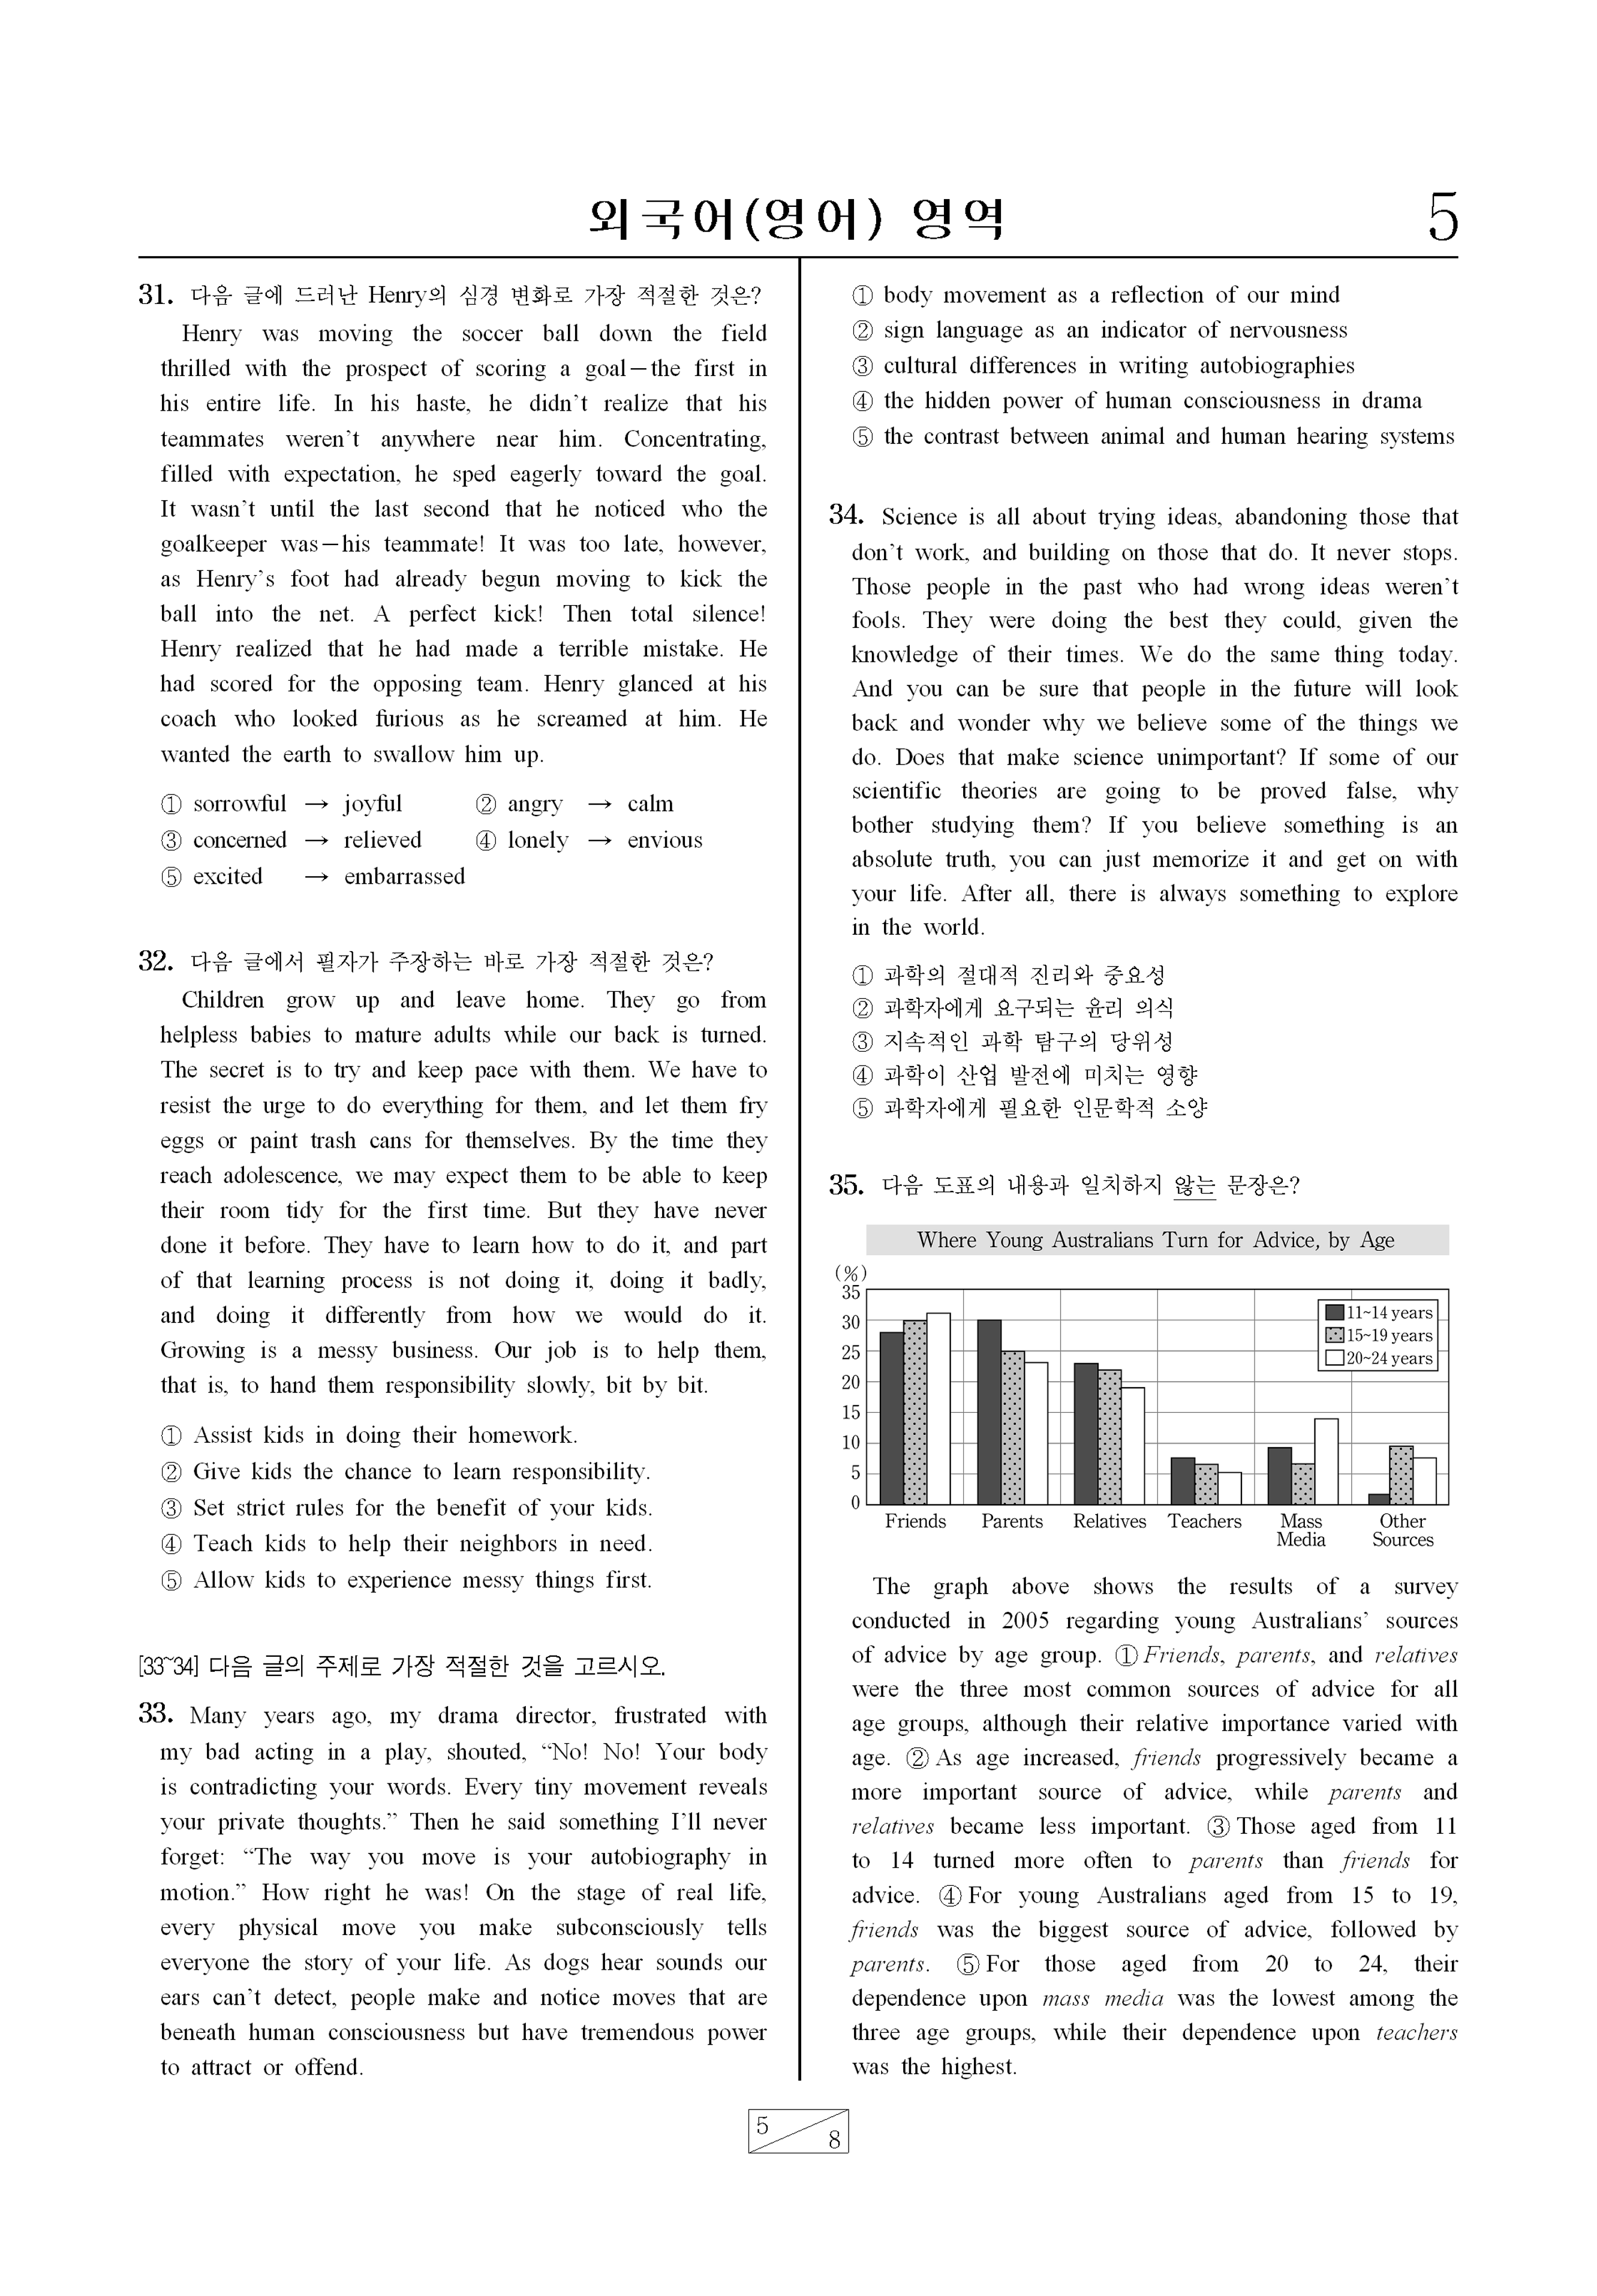 외국어(영어) 영역
5
31. 다음 글에 드러난 Henry의 심경 변화로 가장 적절한 것은?
Henry was moving the soccer ball down the field
thrilled with the prospect of scoring a goal－the first in
his entire life. In his haste, he didn't realize that his
teammates weren't anywhere near him. Concentrating,
filled with expectation, he sped eagerly toward the goal.
It wasn't until the last second that he noticed who the
goalkeeper was－his teammate! It was too late, however,
as Henry's foot had already begun moving to kick the
ball into the net. A perfect kick! Then total silence!
Henry realized that he had made a terrible mistake. He
had scored for the opposing team. Henry glanced at his
coach who looked furious as he screamed at him. He
wanted the earth to swallow him up.
① sorrowful → joyful ② angry → calm
③ concerned → relieved ④ lonely → envious
⑤ excited → embarrassed
32. 다음 글에서 필자가 주장하는 바로 가장 적절한 것은?
Children grow up and leave home. They go from
helpless babies to mature adults while our back is turned.
The secret is to try and keep pace with them. We have to
resist the urge to do everything for them, and let them fry
eggs or paint trash cans for themselves. By the time they
reach adolescence, we may expect them to be able to keep
their room tidy for the first time. But they have never
done it before. They have to learn how to do it, and part
of that learning process is not doing it, doing it badly,
and doing it differently from how we would do it.
Growing is a messy business. Our job is to help them,
that is, to hand them responsibility slowly, bit by bit.
① Assist kids in doing their homework.
② Give kids the chance to learn responsibility.
③ Set strict rules for the benefit of your kids.
④ Teach kids to help their neighbors in need.
⑤ Allow kids to experience messy things first.
[33~34] 다음 글의 주제로 가장 적절한 것을 고르시오.
33. Many years ago, my drama director, frustrated with
my bad acting in a play, shouted, “No! No! Your body
is contradicting your words. Every tiny movement reveals
your private thoughts.” Then he said something I'll never
forget: “The way you move is your autobiography in
motion.” How right he was! On the stage of real life,
every physical move you make subconsciously tells
everyone the story of your life. As dogs hear sounds our
ears can't detect, people make and notice moves that are
beneath human consciousness but have tremendous power
to attract or offend.
① body movement as a reflection of our mind
② sign language as an indicator of nervousness
③ cultural differences in writing autobiographies
④ the hidden power of human consciousness in drama
⑤ the contrast between animal and human hearing systems
34. Science is all about trying ideas, abandoning those that
don't work, and building on those that do. It never stops.
Those people in the past who had wrong ideas weren't
fools. They were doing the best they could, given the
knowledge of their times. We do the same thing today.
And you can be sure that people in the future will look
back and wonder why we believe some of the things we
do. Does that make science unimportant? If some of our
scientific theories are going to be proved false, why
bother studying them? If you believe something is an
absolute truth, you can just memorize it and get on with
your life. After all, there is always something to explore
in the world.
① 과학의 절대적 진리와 중요성
② 과학자에게 요구되는 윤리 의식
③ 지속적인 과학 탐구의 당위성
④ 과학이 산업 발전에 미치는 영향
⑤ 과학자에게 필요한 인문학적 소양
35. 다음 도표의 내용과 일치하지 않는 문장은?
Where Young Australians Turn for Advice, by Age
(%)
35
30
25
20
15
10
5
0
11~14 years
15~19 years
20~24 years
Friends Parents Relatives Teachers Mass Media Other Sources
The graph above shows the results of a survey
conducted in 2005 regarding young Australians' sources
of advice by age group. ① Friends, parents, and relatives
were the three most common sources of advice for all
age groups, although their relative importance varied with
age. ② As age increased, friends progressively became a
more important source of advice, while parents and
relatives became less important. ③ Those aged from 11
to 14 turned more often to parents than friends for
advice. ④ For young Australians aged from 15 to 19,
friends was the biggest source of advice, followed by
parents. ⑤ For those aged from 20 to 24, their
dependence upon mass media was the lowest among the
three age groups, while their dependence upon teachers
was the highest.
5
8